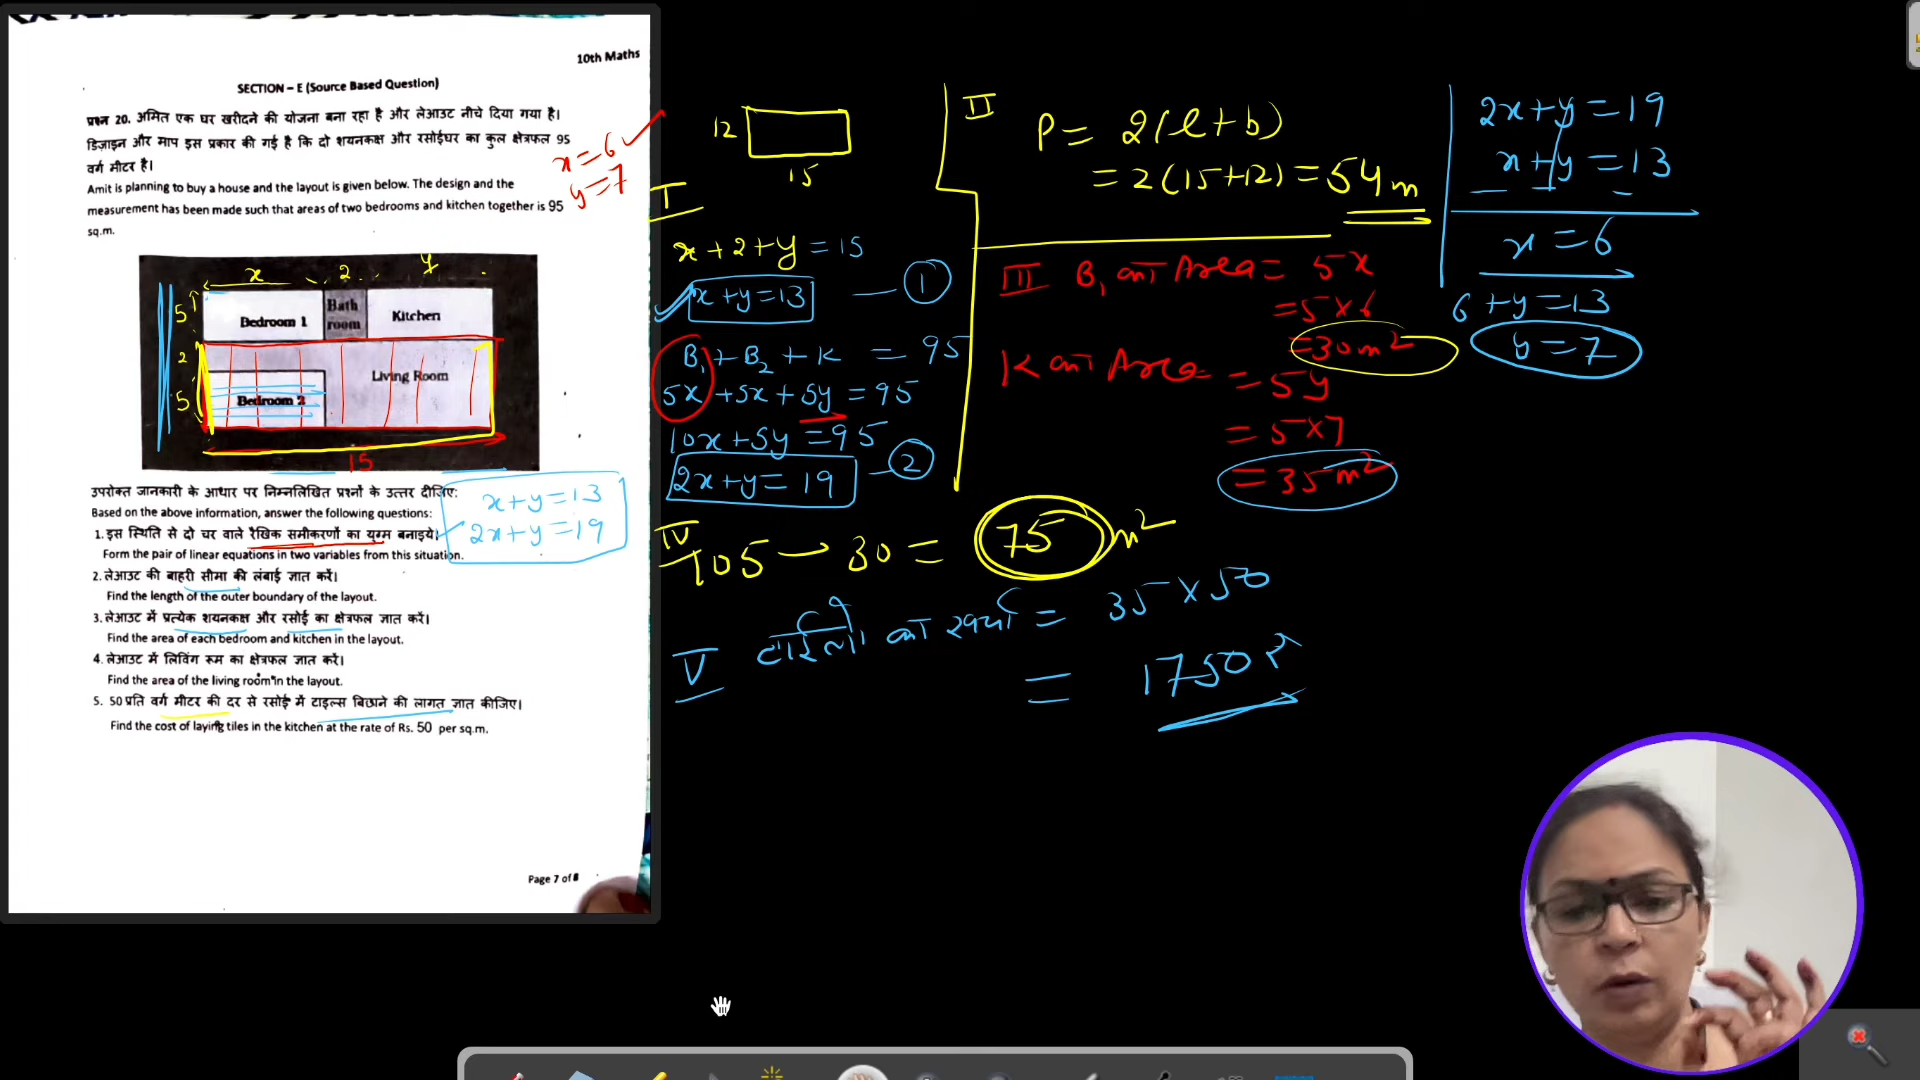 10th Maths
SECTION – E (Source Based Question)
प्रश्न 20. अमित एक घर खरीदने की योजना बना रहा है और लेआउट नीचे दिया गया है।
डिज़ाइन और माप इस प्रकार की गई है कि दो शयनकक्ष और रसोईघर का कुल क्षेत्रफल 95
वर्ग मीटर है।
Amit is planning to buy a house and the layout is given below. The design and the
measurement has been made such that areas of two bedrooms and kitchen together is 95
sq.m.
x=6
y=7
x 2 y
5
2
5
Bedroom 1
Bath room
Kitchen
Living Room
Bedroom 2
15
उपरोक्त जानकारी के आधार पर निम्नलिखित प्रश्नों के उत्तर दीजिए:
Based on the above information, answer the following questions:
1. इस स्थिति से दो चर वाले रैखिक समीकरणों का युग्म बनाइये।
Form the pair of linear equations in two variables from this situation.
x+y=13
2x+y=19
2. लेआउट की बाहरी सीमा की लंबाई ज्ञात करें।
Find the length of the outer boundary of the layout.
3. लेआउट में प्रत्येक शयनकक्ष और रसोई का क्षेत्रफल ज्ञात करें।
Find the area of each bedroom and kitchen in the layout.
4. लेआउट में लिविंग रूम का क्षेत्रफल ज्ञात करें।
Find the area of the living room in the layout.
5. 50 प्रति वर्ग मीटर की दर से रसोई में टाइल्स बिछाने की लागत ज्ञात कीजिए।
Find the cost of laying tiles in the kitchen at the rate of Rs. 50 per sq.m.
Page 7 of 8
12
15
I
x+2+y=15
x+y=13 — 1
B1+B2+K = 95
5x+5x+5y=95
10x+5y=95
2x+y=19 — 2
II
P= 2(l+b)
= 2(15+12)=54m
III B1 का Area= 5x
=5×6
=30m²
K का Area= =5y
= 5×7
= 35m²
2x+y=19
x+y=13
x=6
6+y=13
y=7
IV
105 – 30 = 75 m²
V
का खर्चा = 35×50
= 1750₹